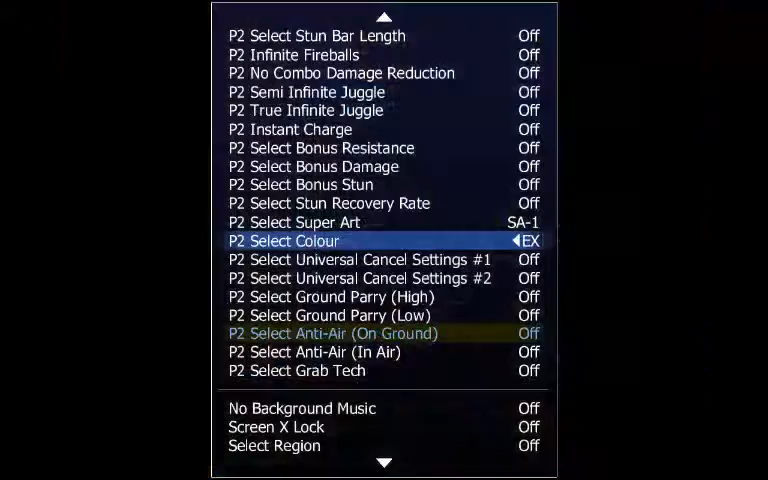 P2 Select Stun Bar Length Off
P2 Infinite Fireballs Off
P2 No Combo Damage Reduction Off
P2 Semi Infinite Juggle Off
P2 True Infinite Juggle Off
P2 Instant Charge Off
P2 Select Bonus Resistance Off
P2 Select Bonus Damage Off
P2 Select Bonus Stun Off
P2 Select Stun Recovery Rate Off
P2 Select Super Art SA-1
P2 Select Colour EX
P2 Select Universal Cancel Settings #1 Off
P2 Select Universal Cancel Settings #2 Off
P2 Select Ground Parry (High) Off
P2 Select Ground Parry (Low) Off
P2 Select Anti-Air (On Ground) Off
P2 Select Anti-Air (In Air) Off
P2 Select Grab Tech Off
No Background Music Off
Screen X Lock Off
Select Region Off